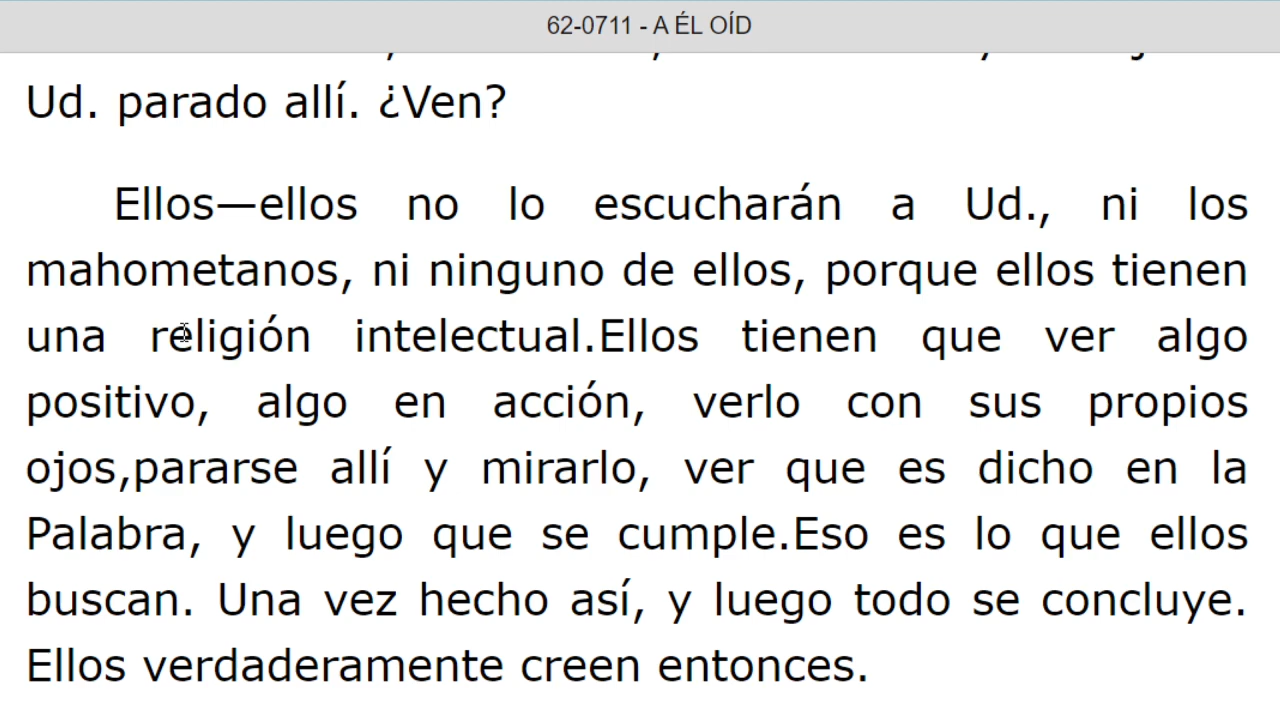 62-0711 - A ÉL OÍD
Ud. parado allí. ¿Ven?
Ellos—ellos no lo escucharán a Ud., ni los
mahometanos, ni ninguno de ellos, porque ellos tienen
una religión intelectual.Ellos tienen que ver algo
positivo, algo en acción, verlo con sus propios
ojos,pararse allí y mirarlo, ver que es dicho en la
Palabra, y luego que se cumple.Eso es lo que ellos
buscan. Una vez hecho así, y luego todo se concluye.
Ellos verdaderamente creen entonces.